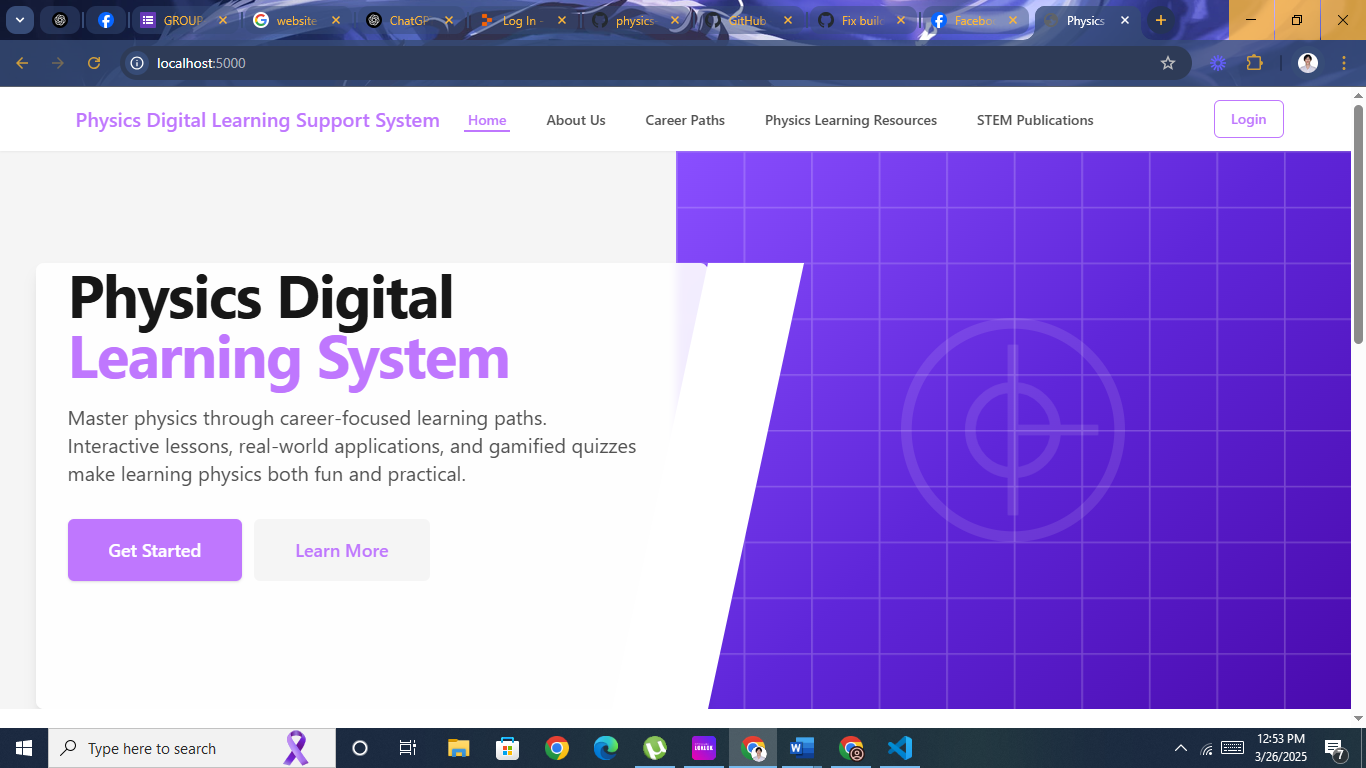 GROUP
website
ChatGP
Log In -
physics
GitHub
Fix build
Facebo
Physics
localhost:5000
Physics Digital Learning Support System
Home
About Us
Career Paths
Physics Learning Resources
STEM Publications
Login
Physics Digital
Learning System
Master physics through career-focused learning paths.
Interactive lessons, real-world applications, and gamified quizzes
make learning physics both fun and practical.
Get Started
Learn More
Type here to search
12:53 PM
3/26/2025
7